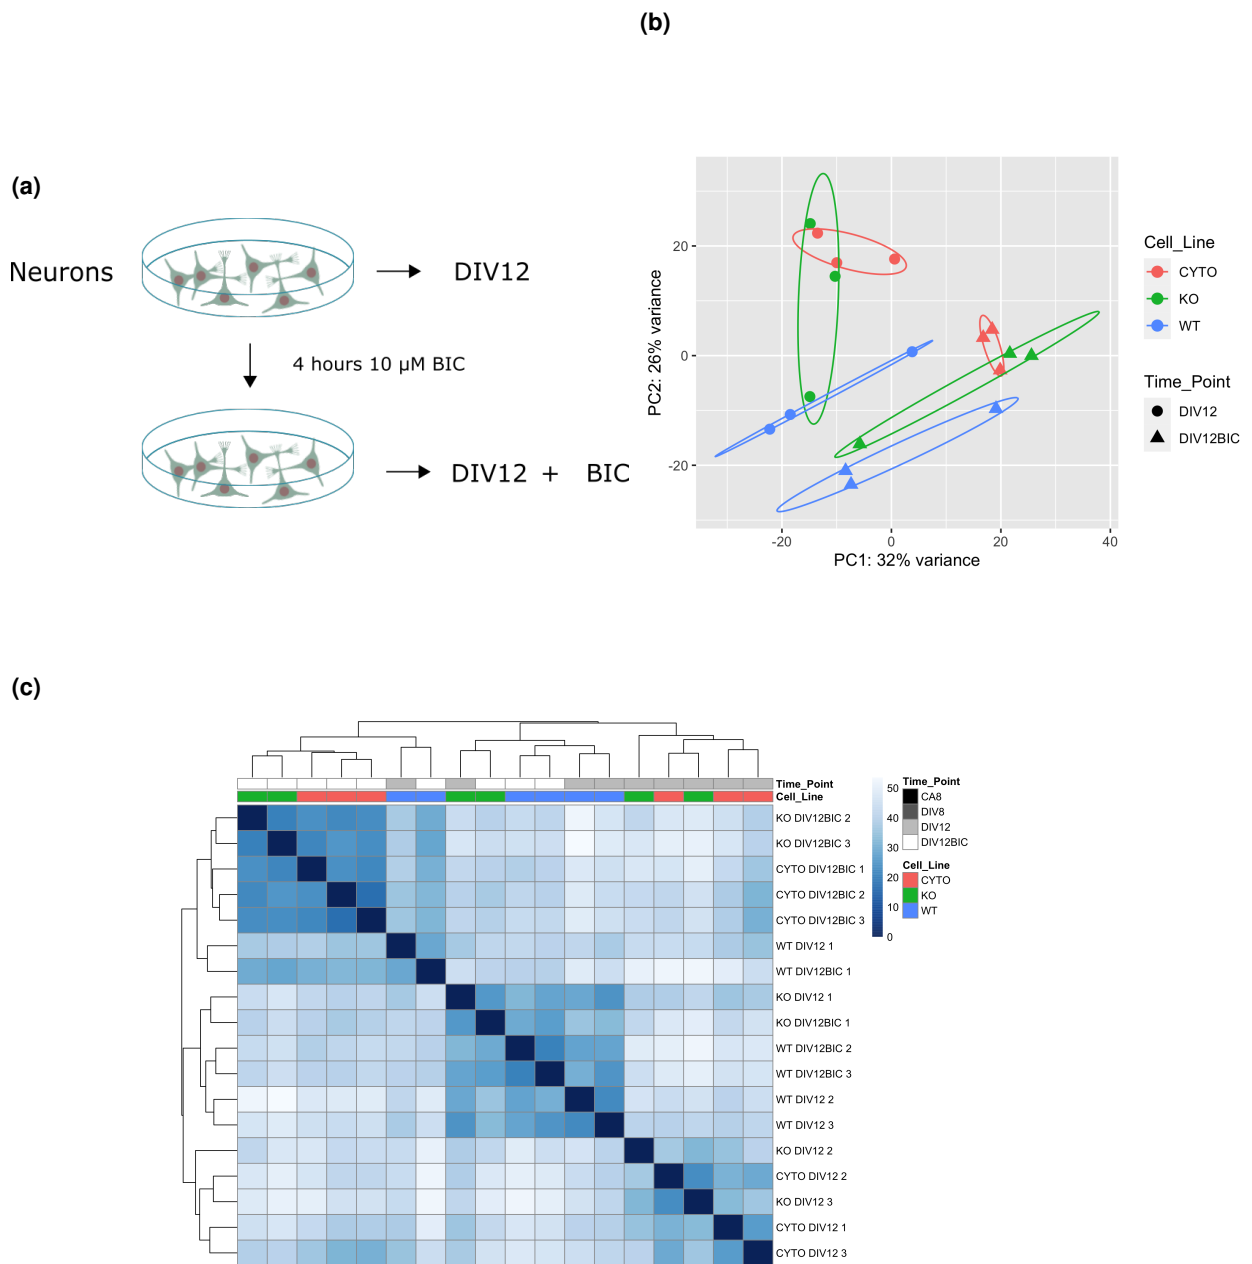 (b)
(a)
Neurons
DIV12
4 hours 10 µM BIC
DIV12 + BIC
PC2: 26% variance
20
0
-20
-20
0
20
40
PC1: 32% variance
Cell_Line
CYTO
KO
WT
Time_Point
DIV12
DIV12BIC
(c)
Time_Point
Cell_Line
KO DIV12BIC 2
KO DIV12BIC 3
CYTO DIV12BIC 1
CYTO DIV12BIC 2
CYTO DIV12BIC 3
WT DIV12 1
WT DIV12BIC 1
KO DIV12 1
KO DIV12BIC 1
WT DIV12BIC 2
WT DIV12BIC 3
WT DIV12 2
WT DIV12 3
KO DIV12 2
CYTO DIV12 2
KO DIV12 3
CYTO DIV12 1
CYTO DIV12 3
50
40
30
20
10
0
Time_Point
CA8
DIV8
DIV12
DIV12BIC
Cell_Line
CYTO
KO
WT